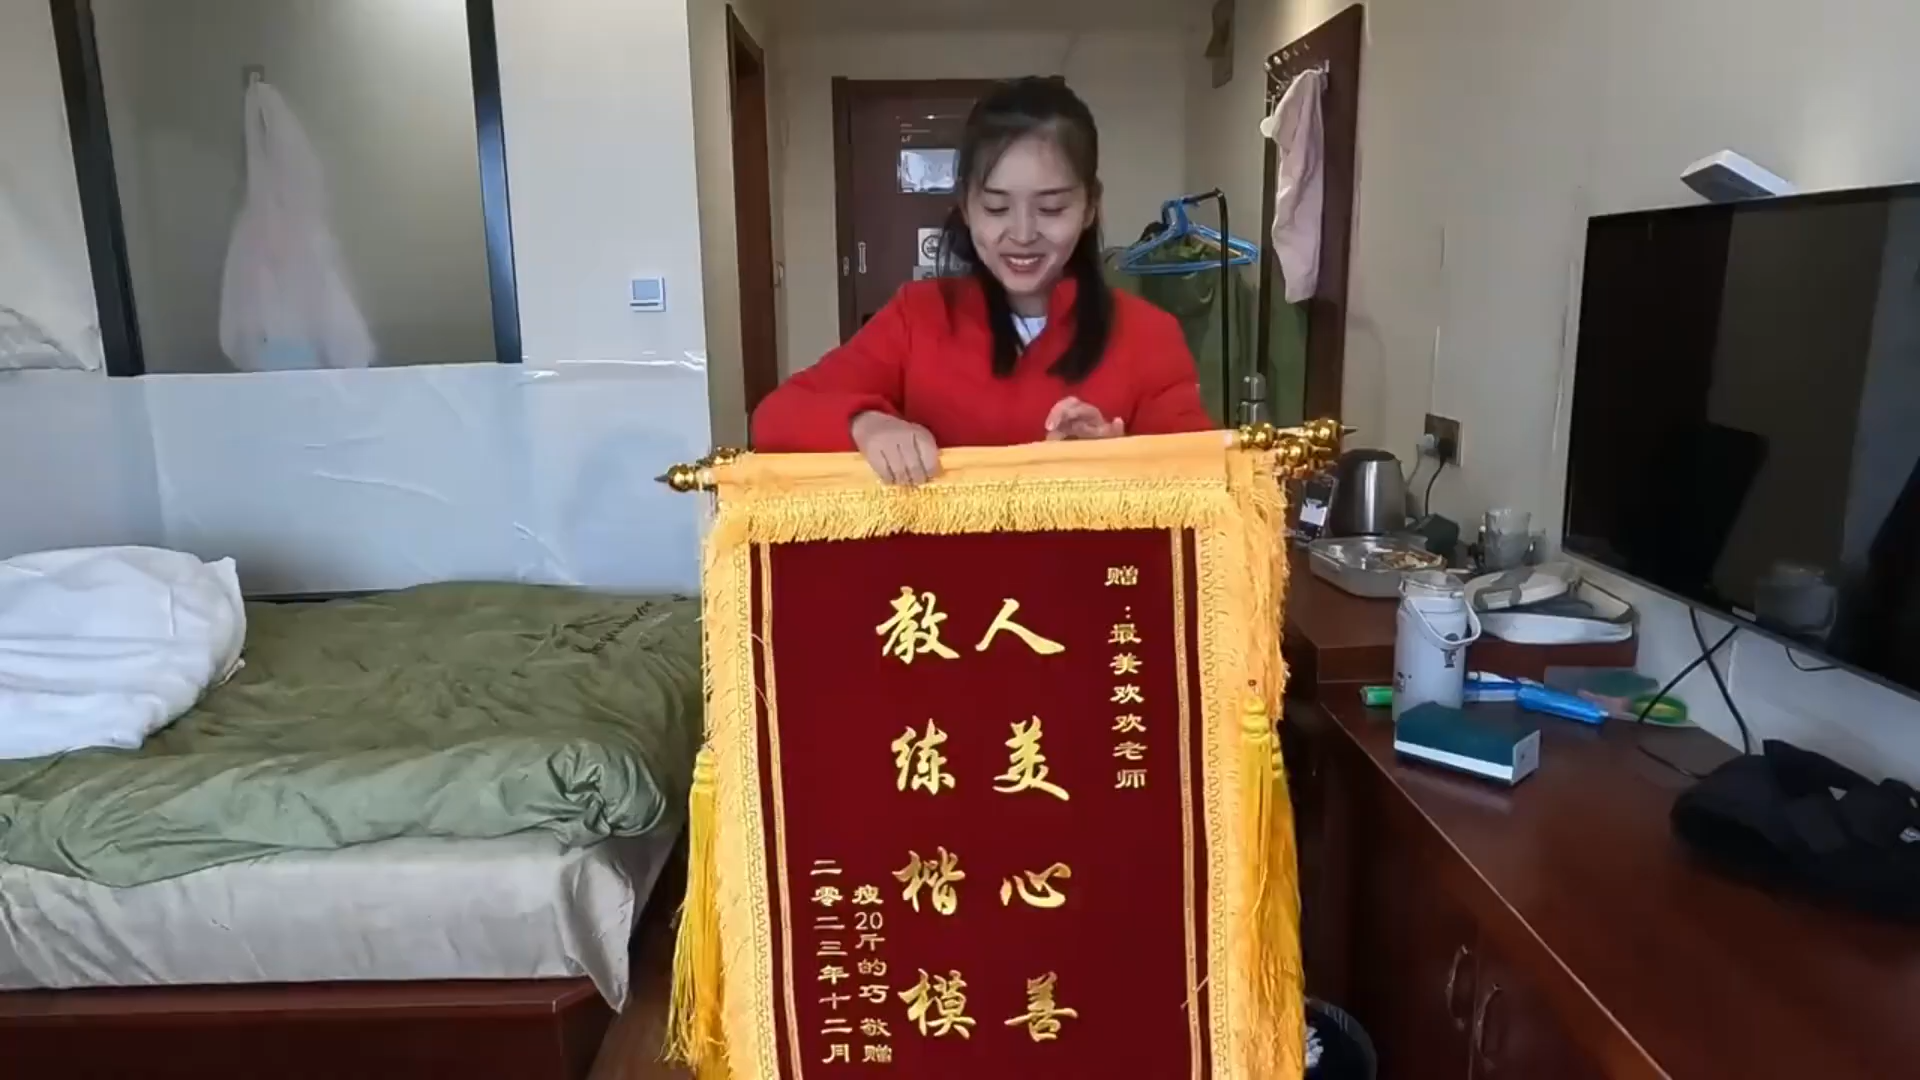 赠：最美欢欢老师
人美心善
教练楷模
瘦20斤的巧 敬赠
二零二三年十二月